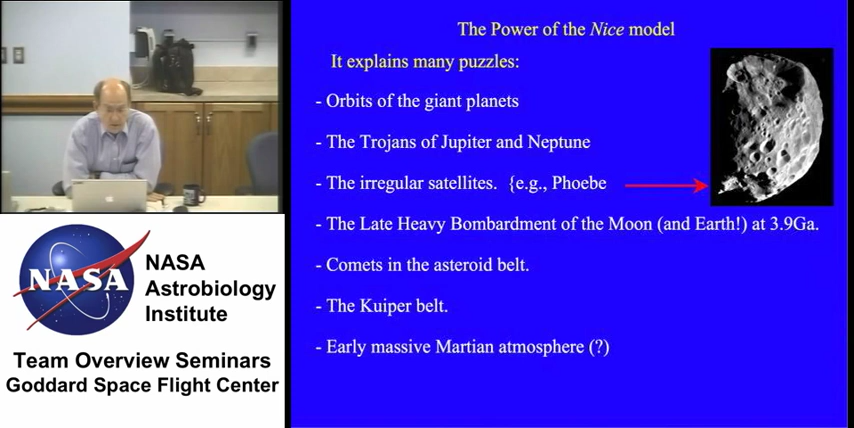 The Power of the Nice model
It explains many puzzles:
- Orbits of the giant planets
- The Trojans of Jupiter and Neptune
- The irregular satellites. {e.g., Phoebe
- The Late Heavy Bombardment of the Moon (and Earth!) at 3.9Ga.
- Comets in the asteroid belt.
- The Kuiper belt.
- Early massive Martian atmosphere (?)
NASA
NASA
Astrobiology
Institute
Team Overview Seminars
Goddard Space Flight Center